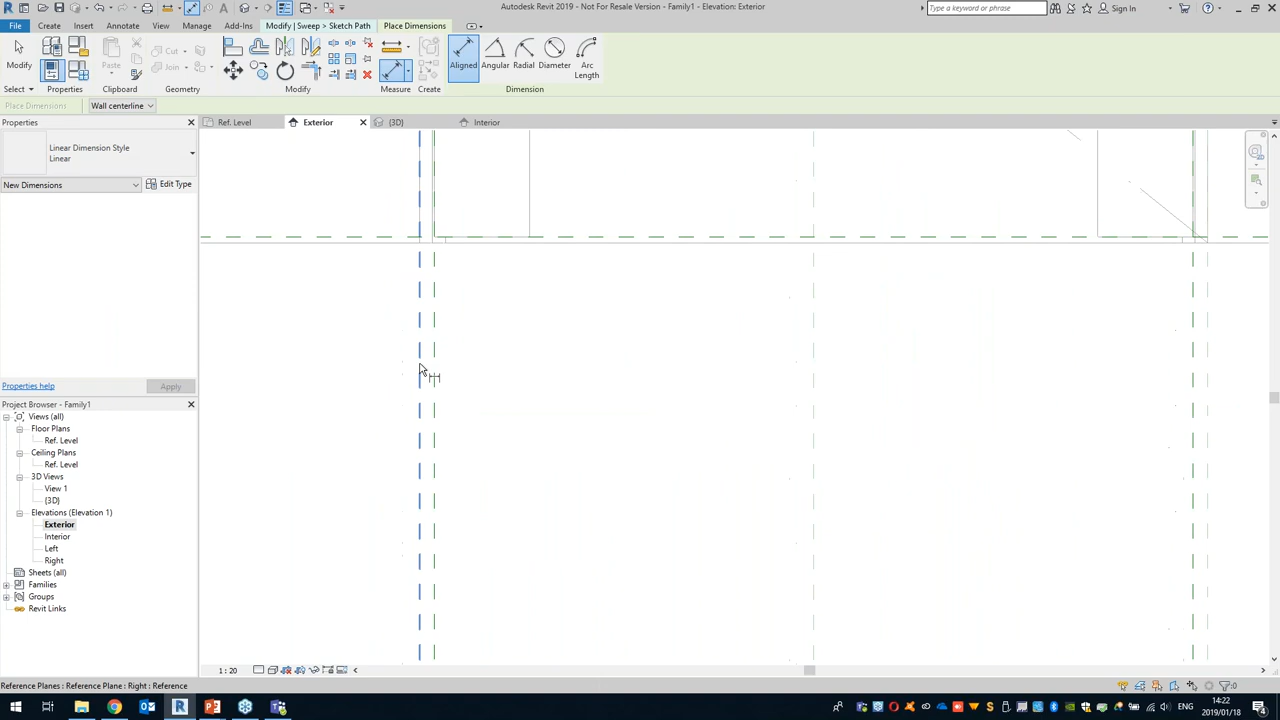 Autodesk Revit 2019 - Not For Resale Version - Family1 - Elevation: Exterior
Type a keyword or phrase
Sign In
File
Create
Insert
Annotate
View
Manage
Add-Ins
Modify | Sweep > Sketch Path
Place Dimensions
Modify
Paste
Cut
Join
Aligned
Angular
Radial
Diameter
Arc
Length
Select
Properties
Clipboard
Geometry
Modify
Measure
Create
Dimension
Place Dimensions
Wall centerline
Properties
Ref. Level
Exterior
(3D)
Interior
Linear Dimension Style
Linear
New Dimensions
Edit Type
Properties help
Apply
Project Browser - Family1
Views (all)
Floor Plans
Ref. Level
Ceiling Plans
Ref. Level
3D Views
View 1
{3D}
Elevations (Elevation 1)
Exterior
Interior
Left
Right
Sheets (all)
Families
Groups
Revit Links
1 : 20
Reference Planes : Reference Plane : Right : Reference
:0
14:22
2019/01/18